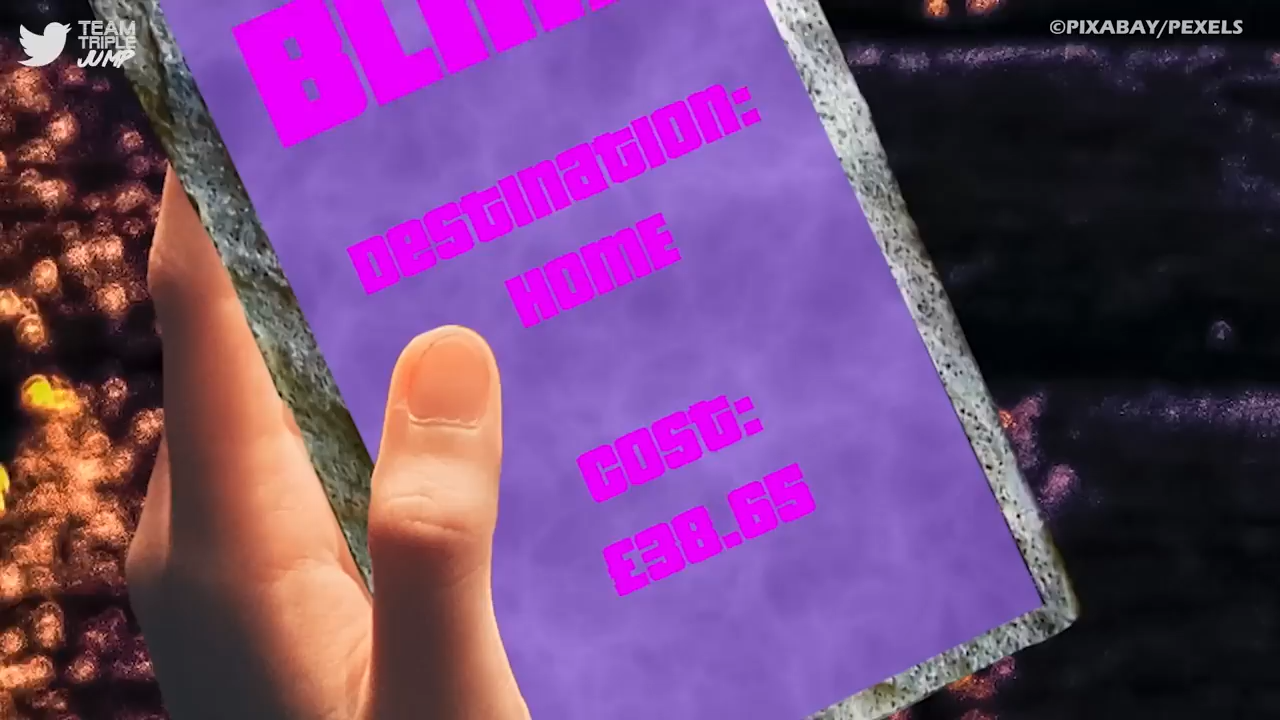 TEAM
TRIPLE
JUMP
©PIXABAY/PEXELS
Destination:
HOME
Cost:
£38.65